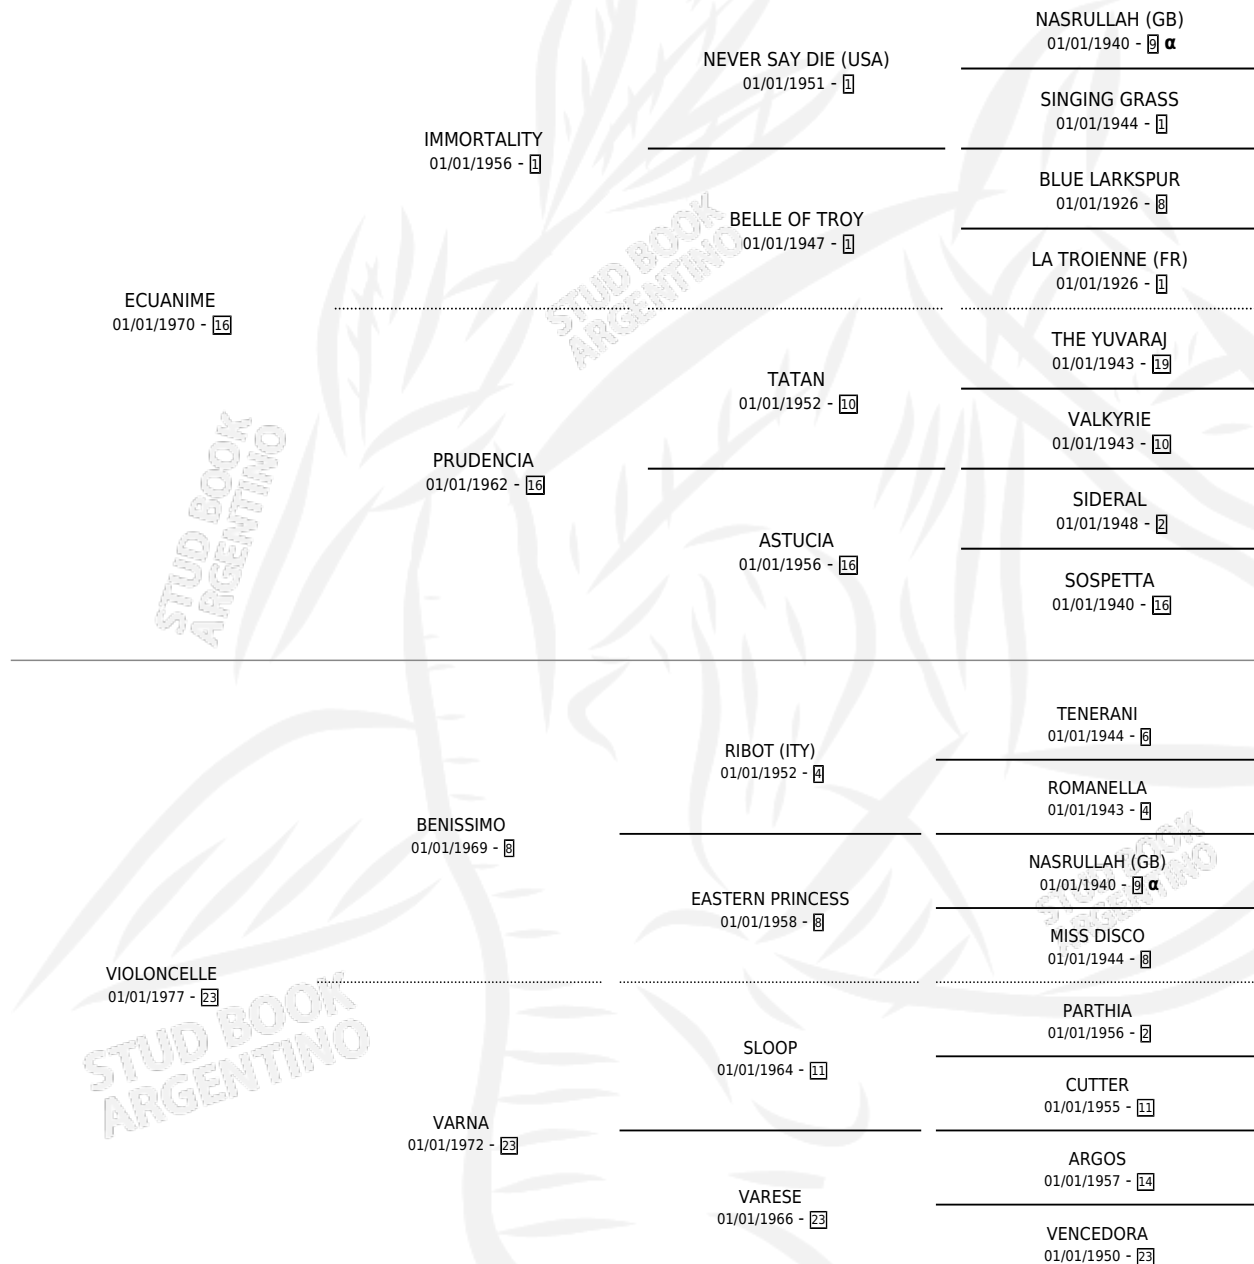 NASRULLAH (GB)
01/01/1940 - 9 α
NEVER SAY DIE (USA)
01/01/1951 - 1
SINGING GRASS
01/01/1944 - 1
IMMORTALITY
01/01/1956 - 1
BLUE LARKSPUR
01/01/1926 - 8
BELLE OF TROY
01/01/1947 - 1
LA TROIENNE (FR)
01/01/1926 - 1
ECUANIME
01/01/1970 - 16
THE YUVARAJ
01/01/1943 - 19
TATAN
01/01/1952 - 10
VALKYRIE
01/01/1943 - 10
PRUDENCIA
01/01/1962 - 16
SIDERAL
01/01/1948 - 2
ASTUCIA
01/01/1956 - 16
SOSPETTA
01/01/1940 - 16
TENERANI
01/01/1944 - 6
RIBOT (ITY)
01/01/1952 - 4
ROMANELLA
01/01/1943 - 4
BENISSIMO
01/01/1969 - 8
NASRULLAH (GB)
01/01/1940 - 9 α
EASTERN PRINCESS
01/01/1958 - 8
MISS DISCO
01/01/1944 - 8
VIOLONCELLE
01/01/1977 - 23
PARTHIA
01/01/1956 - 2
SLOOP
01/01/1964 - 11
CUTTER
01/01/1955 - 11
VARNA
01/01/1972 - 23
ARGOS
01/01/1957 - 14
VARESE
01/01/1966 - 23
VENCEDORA
01/01/1950 - 23
STUD BOOK
ARGENTINO
STUD BOOK
ARGENTINO
STUD BOOK
ARGENTINO
STUD BOOK
ARGENTINO